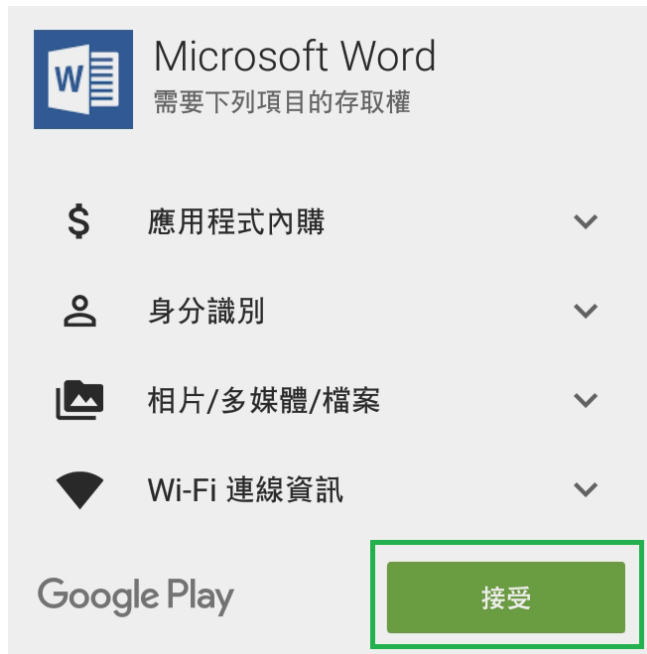 Microsoft Word
需要下列項目的存取權
$ 應用程式內購
身分識別
相片/多媒體/檔案
Wi-Fi 連線資訊
Google Play
接受